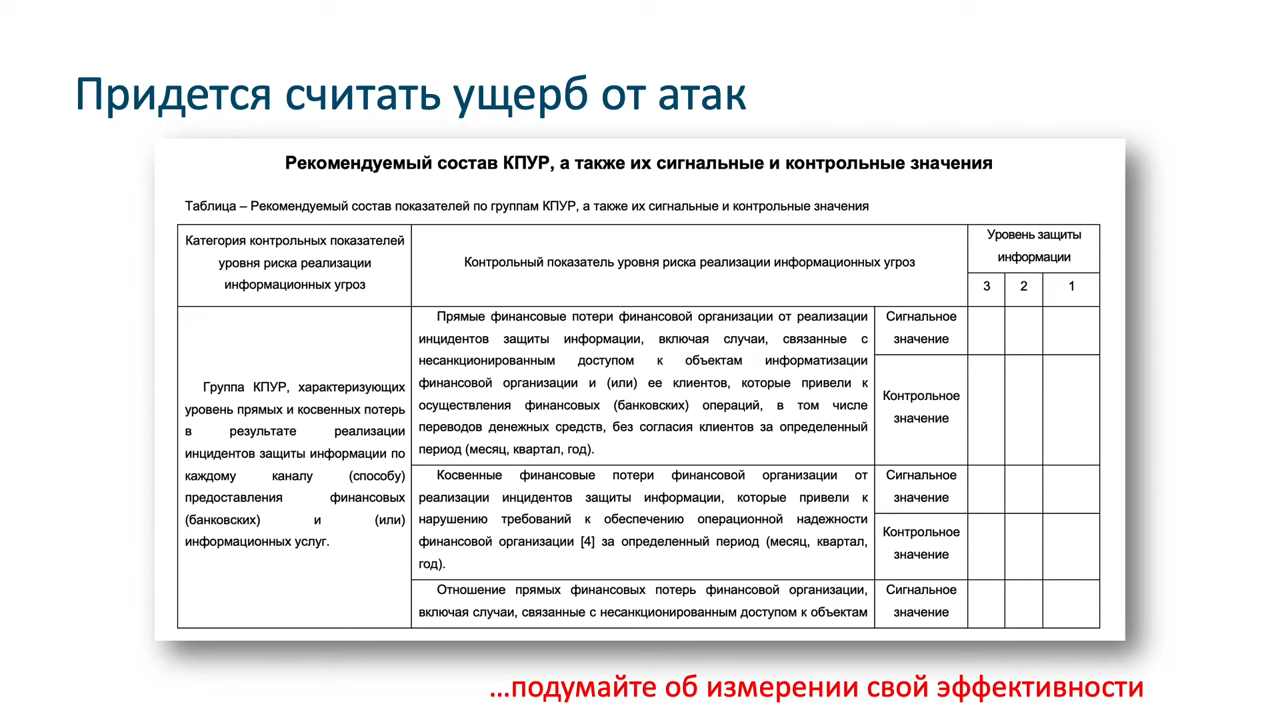 Придется считать ущерб от атак
Рекомендуемый состав КПУР, а также их сигнальные и контрольные значения
Таблица – Рекомендуемый состав показателей по группам КПУР, а также их сигнальные и контрольные значения
Категория контрольных показателей
уровня риска реализации
информационных угроз
Контрольный показатель уровня риска реализации информационных угроз
Уровень защиты
информации
3
2
1
Группа КПУР, характеризующих
уровень прямых и косвенных потерь
в результате реализации
инцидентов защиты информации по
каждому каналу (способу)
предоставления финансовых
(банковских) и (или)
информационных услуг.
Прямые финансовые потери финансовой организации от реализации
инцидентов защиты информации, включая случаи, связанные с
несанкционированным доступом к объектам информатизации
финансовой организации и (или) ее клиентов, которые привели к
осуществления финансовых (банковских) операций, в том числе
переводов денежных средств, без согласия клиентов за определенный
период (месяц, квартал, год).
Сигнальное
значение
Контрольное
значение
Косвенные финансовые потери финансовой организации от
реализации инцидентов защиты информации, которые привели к
нарушению требований к обеспечению операционной надежности
финансовой организации [4] за определенный период (месяц, квартал,
год).
Сигнальное
значение
Контрольное
значение
Отношение прямых финансовых потерь финансовой организации,
включая случаи, связанные с несанкционированным доступом к объектам
Сигнальное
значение
...подумайте об измерении свой эффективности